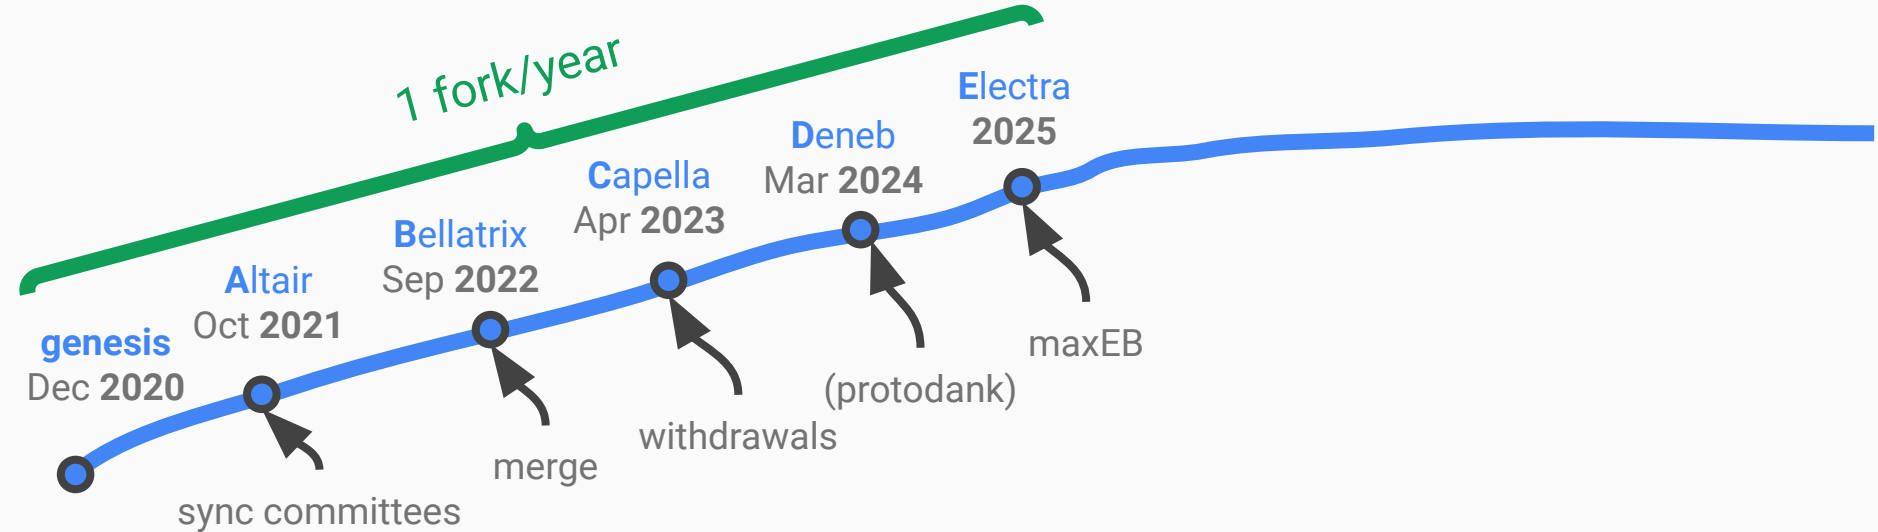 1 fork/year
genesis
Dec 2020
Altair
Oct 2021
Bellatrix
Sep 2022
Capella
Apr 2023
Deneb
Mar 2024
Electra
2025
sync committees
merge
withdrawals
(protodank)
maxEB